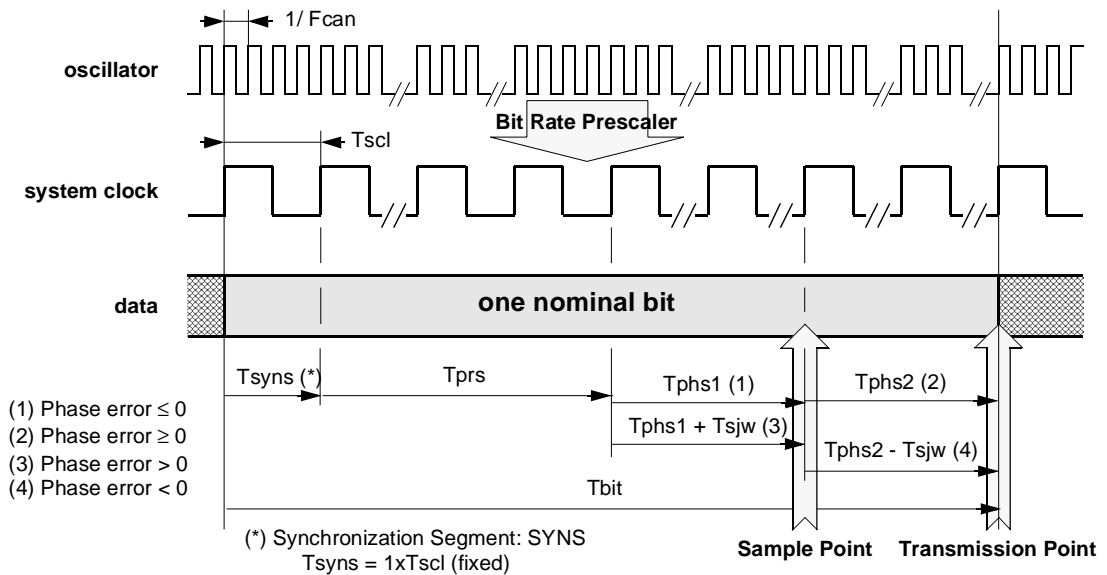 1/ Fcan
oscillator
Bit Rate Prescaler
Tscl
system clock
data
one nominal bit
Tsyns (*)
Tprs
Tphs1 (1)
Tphs2 (2)
(1) Phase error ≤ 0
(2) Phase error ≥ 0
(3) Phase error > 0
(4) Phase error < 0
Tphs1 + Tsjw (3)
Tphs2 - Tsjw (4)
Tbit
(*) Synchronization Segment: SYNS
Tsyns = 1xTscl (fixed)
Sample Point
Transmission Point